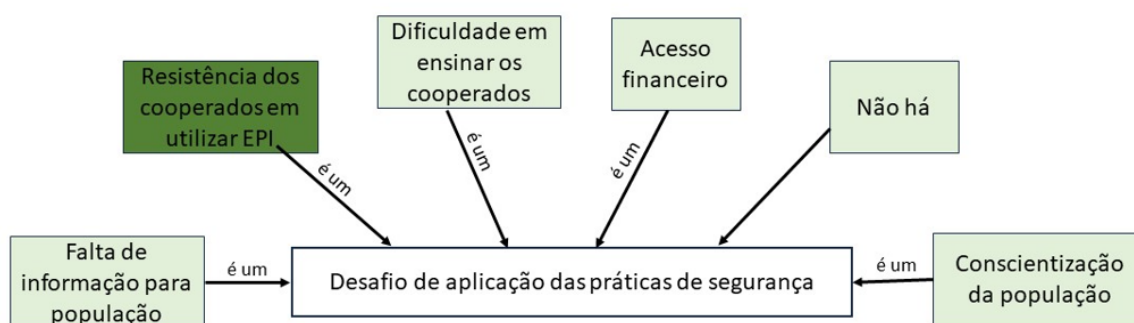 Dificuldade em
ensinar os
cooperados
Acesso
financeiro
Resistência dos
cooperados em
utilizar EPI
Não há
é um
é um
é um
Falta de
informação para
população
é um
Desafio de aplicação das práticas de segurança
é um
Conscientização
da população